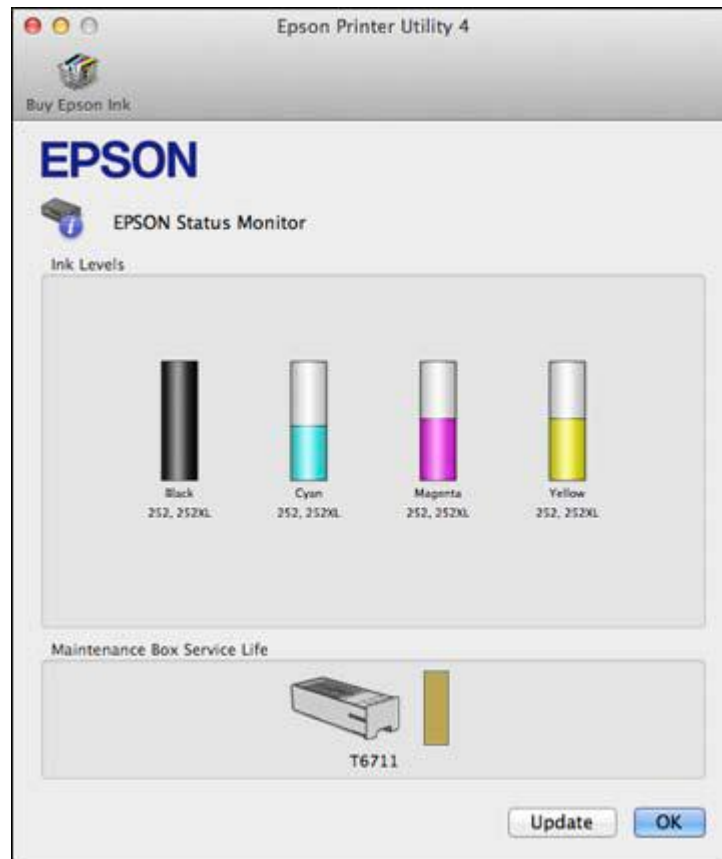 Epson Printer Utility 4
Buy Epson Ink
EPSON
EPSON Status Monitor
Ink Levels
Black Cyan Magenta Yellow
252, 252XL 252, 252XL 252, 252XL 252, 252XL
Maintenance Box Service Life
T6711
Update OK